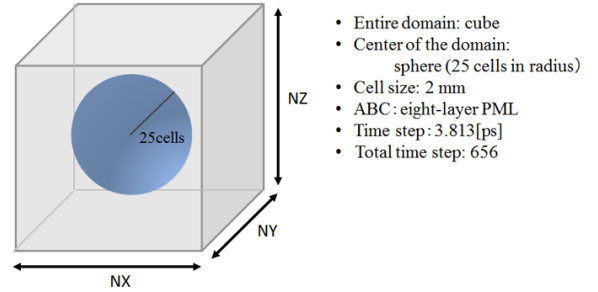 • Entire domain: cube
• Center of the domain:
sphere (25 cells in radius)
• Cell size: 2 mm
• ABC: eight-layer PML
• Time step: 3.813[ps]
• Total time step: 656
25cells
NZ
NY
NX